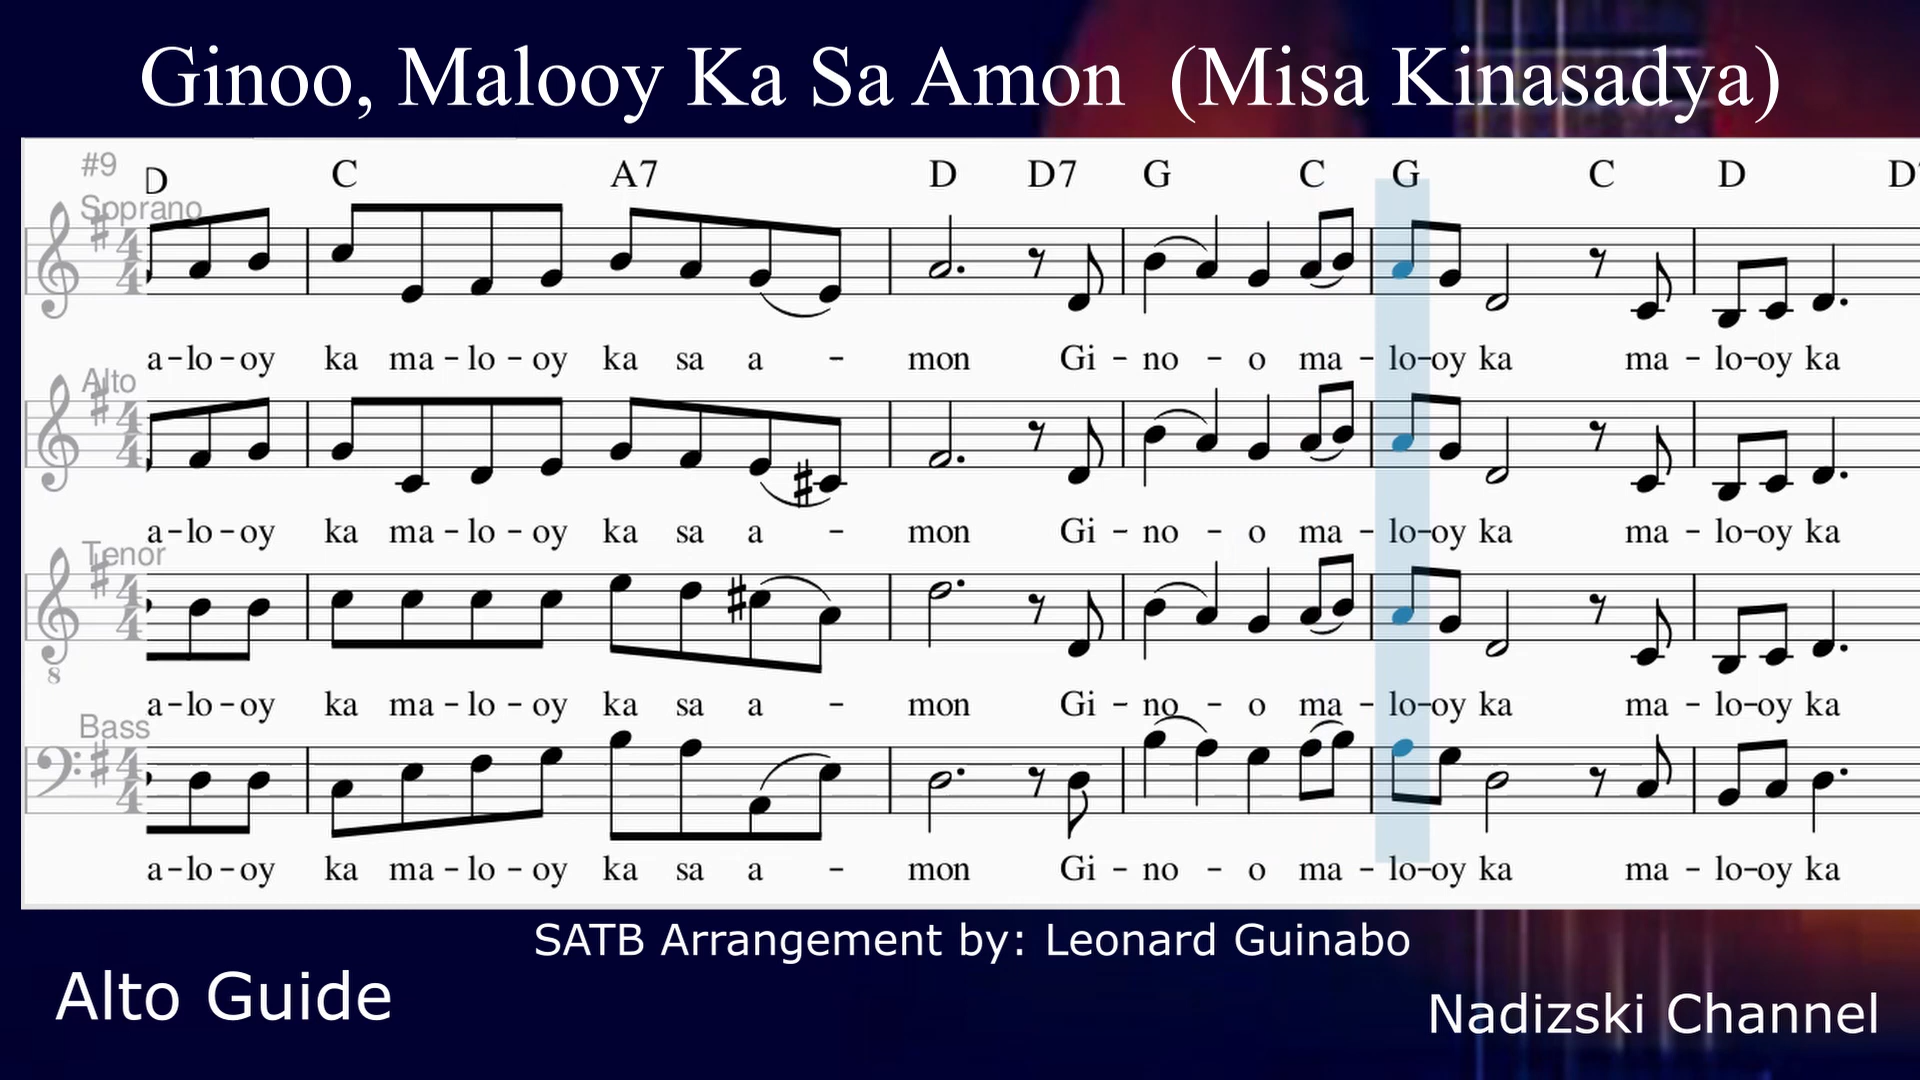 Ginoo, Malooy Ka Sa Amon (Misa Kinasadya)
#9
D C A7 D D7 G C G C D D7
Soprano
a-lo-oy ka ma-lo-oy ka sa a - mon Gi - no - o ma - lo-oy ka ma - lo-oy ka
Alto
a-lo-oy ka ma-lo-oy ka sa a - mon Gi - no - o ma - lo-oy ka ma - lo-oy ka
Tenor
8
a-lo-oy ka ma-lo-oy ka sa a - mon Gi - no - o ma - lo-oy ka ma - lo-oy ka
Bass
a-lo-oy ka ma-lo-oy ka sa a - mon Gi - no - o ma - lo-oy ka ma - lo-oy ka
SATB Arrangement by: Leonard Guinabo
Alto Guide
Nadizski Channel